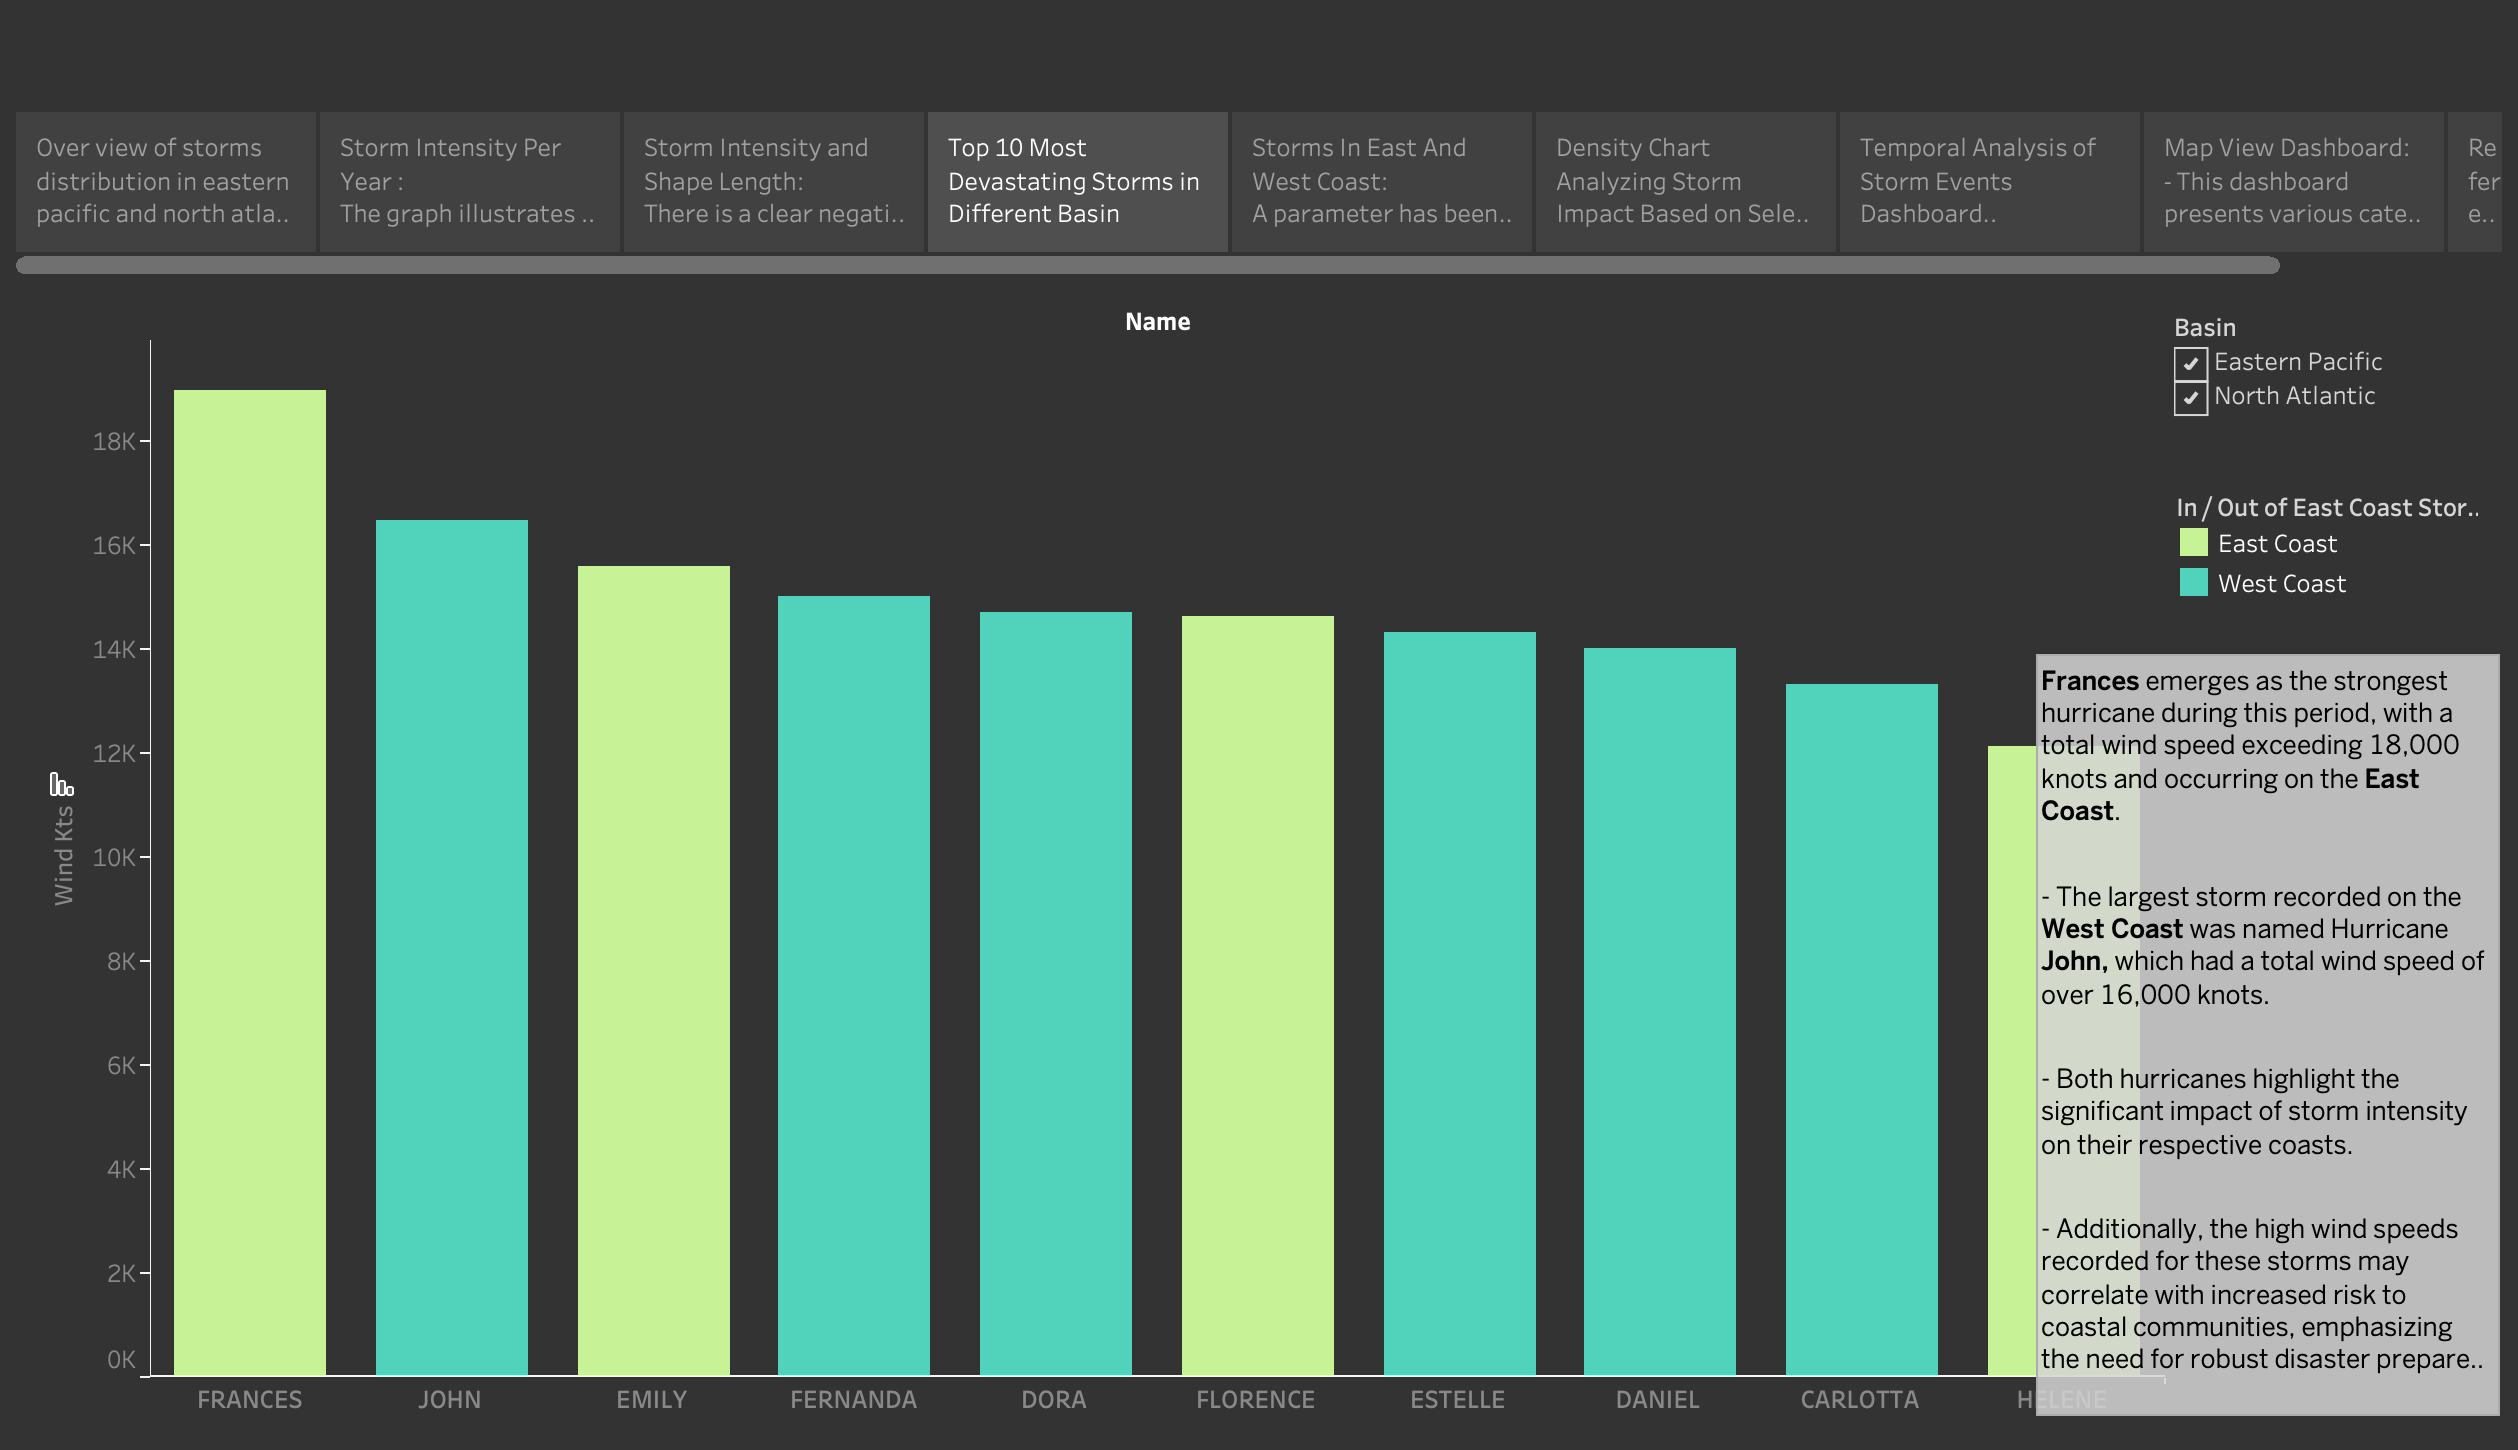 Over view of storms
distribution in eastern
pacific and north atla..
Storm Intensity Per
Year :
The graph illustrates ..
Storm Intensity and
Shape Length:
There is a clear negati..
Top 10 Most
Devastating Storms in
Different Basin
Storms In East And
West Coast:
A parameter has been..
Density Chart
Analyzing Storm
Impact Based on Sele..
Temporal Analysis of
Storm Events
Dashboard..
Map View Dashboard:
- This dashboard
presents various cate..
Re
fer
e..
Name
18K
16K
14K
12K
10K
8K
6K
4K
2K
0K
Wind Kts
FRANCES
JOHN
EMILY
FERNANDA
DORA
FLORENCE
ESTELLE
DANIEL
CARLOTTA
HELENE
Basin
Eastern Pacific
North Atlantic
In / Out of East Coast Stor..
East Coast
West Coast
Frances emerges as the strongest
hurricane during this period, with a
total wind speed exceeding 18,000
knots and occurring on the East
Coast.
- The largest storm recorded on the
West Coast was named Hurricane
John, which had a total wind speed of
over 16,000 knots.
- Both hurricanes highlight the
significant impact of storm intensity
on their respective coasts.
- Additionally, the high wind speeds
recorded for these storms may
correlate with increased risk to
coastal communities, emphasizing
the need for robust disaster prepare..